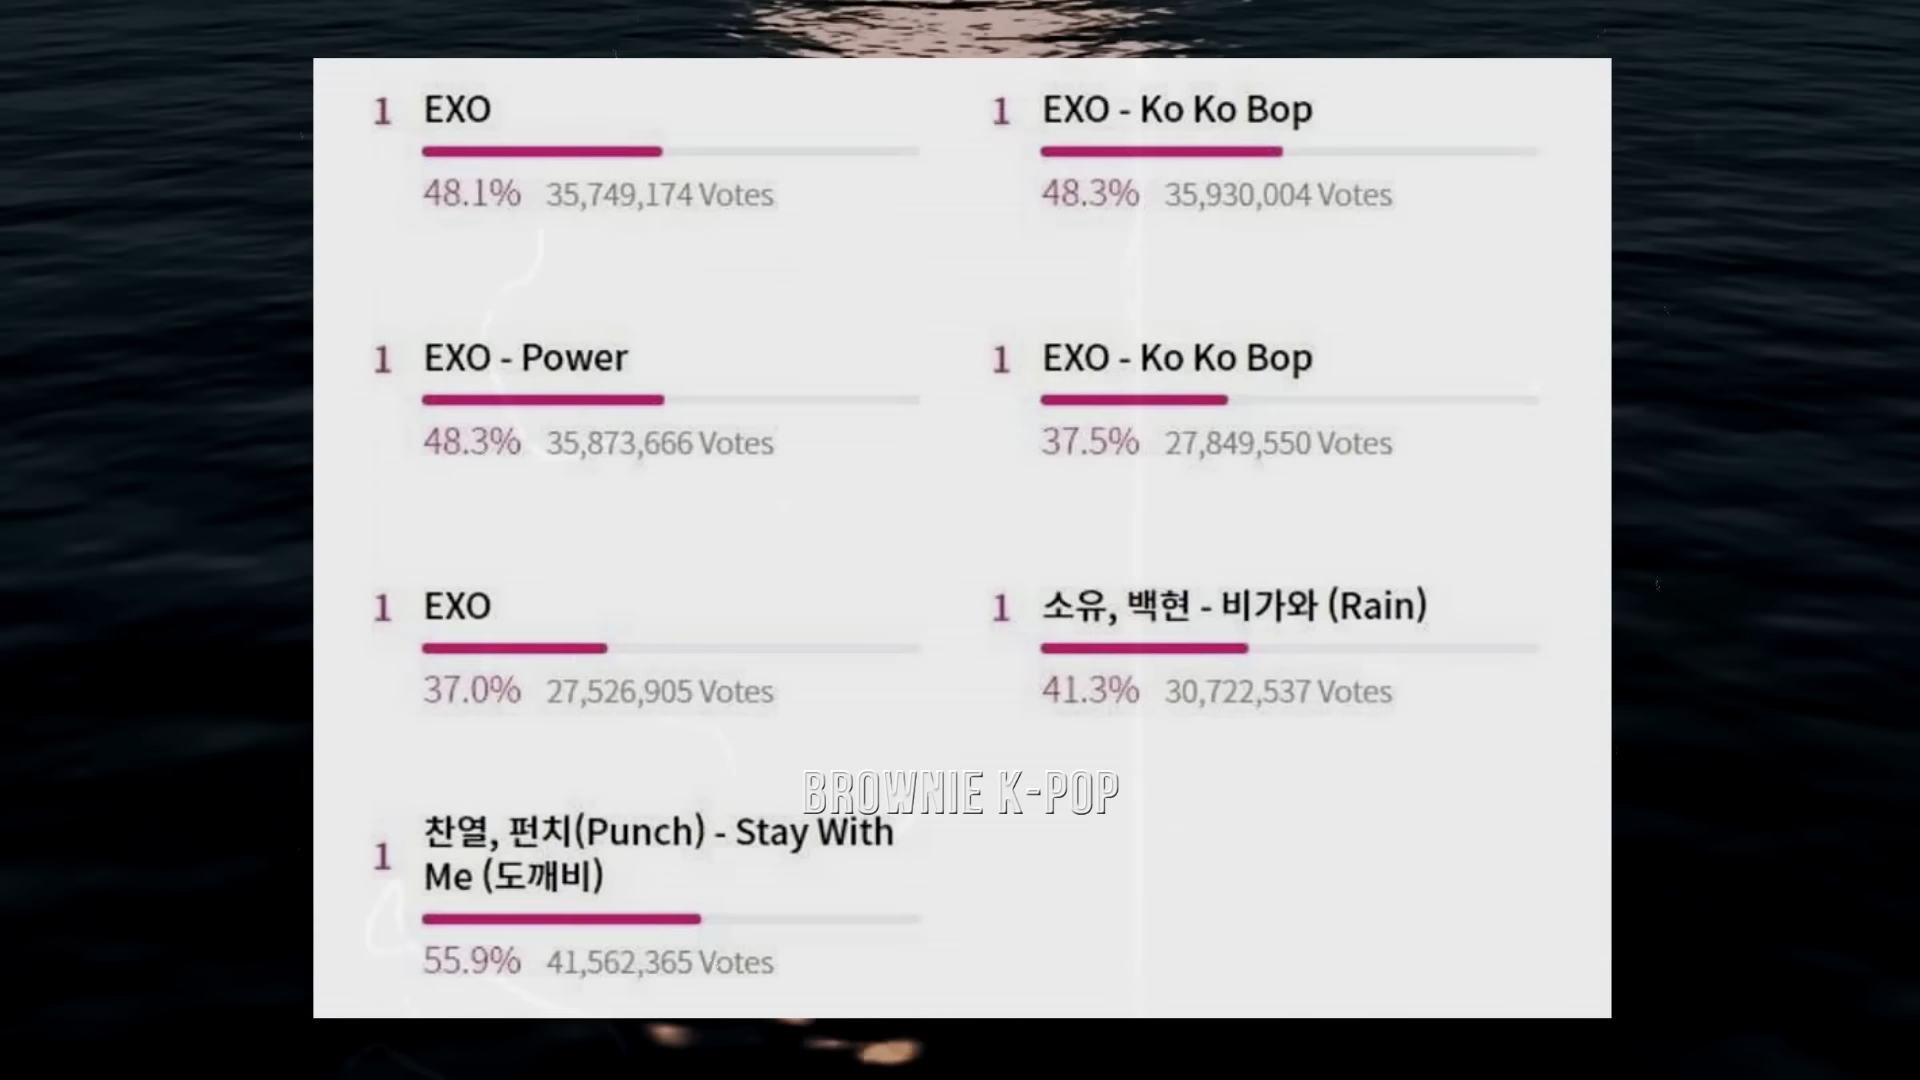 1 EXO
48.1% 35,749,174 Votes
1 EXO - Ko Ko Bop
48.3% 35,930,004 Votes
1 EXO - Power
48.3% 35,873,666 Votes
1 EXO - Ko Ko Bop
37.5% 27,849,550 Votes
1 EXO
37.0% 27,526,905 Votes
1 소유, 백현 - 비가와 (Rain)
41.3% 30,722,537 Votes
BROWNIE K-POP
1 찬열, 펀치(Punch) - Stay With
Me (도깨비)
55.9% 41,562,365 Votes